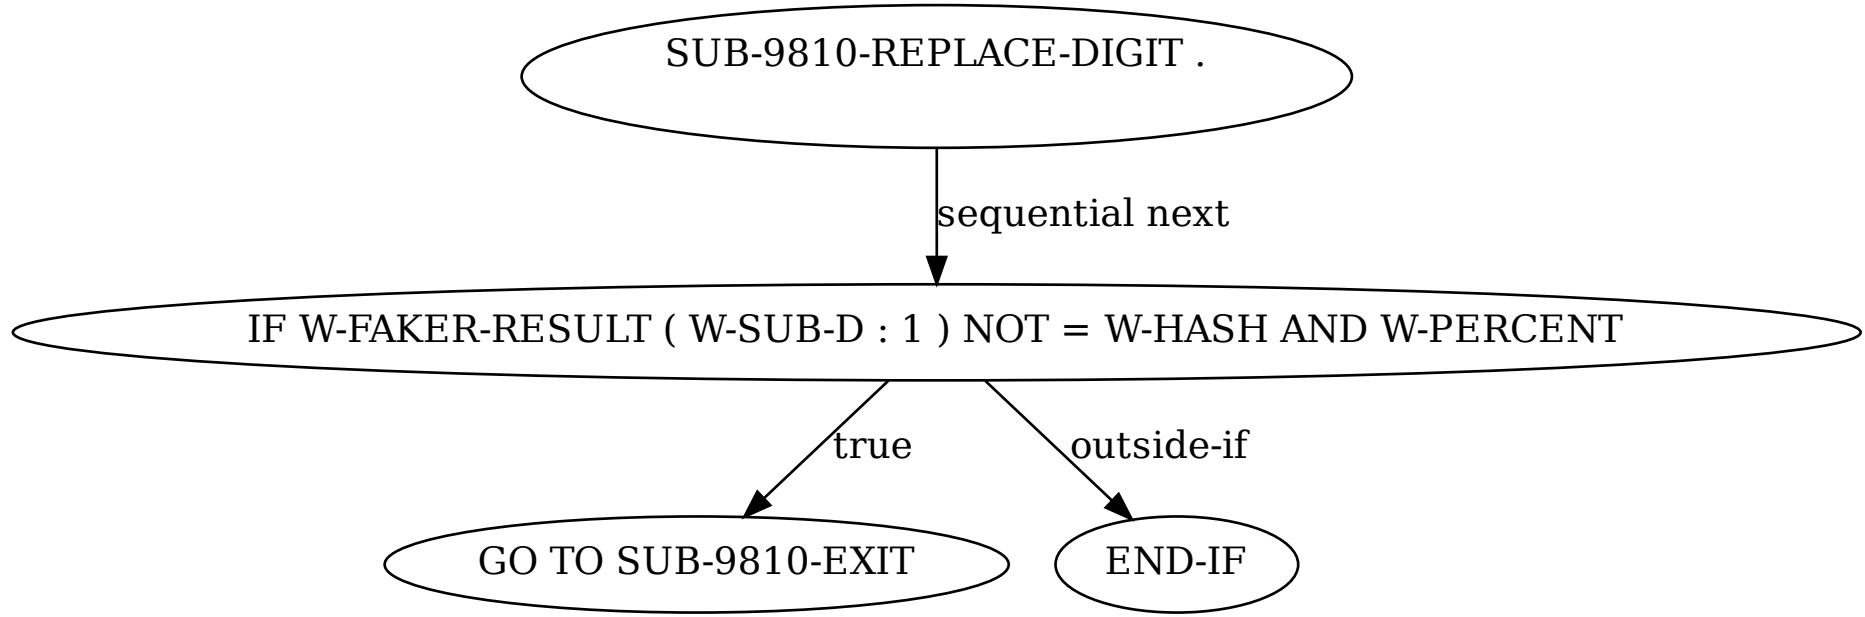 SUB-9810-REPLACE-DIGIT .
sequential next
IF W-FAKER-RESULT ( W-SUB-D : 1 ) NOT = W-HASH AND W-PERCENT
true
outside-if
GO TO SUB-9810-EXIT
END-IF